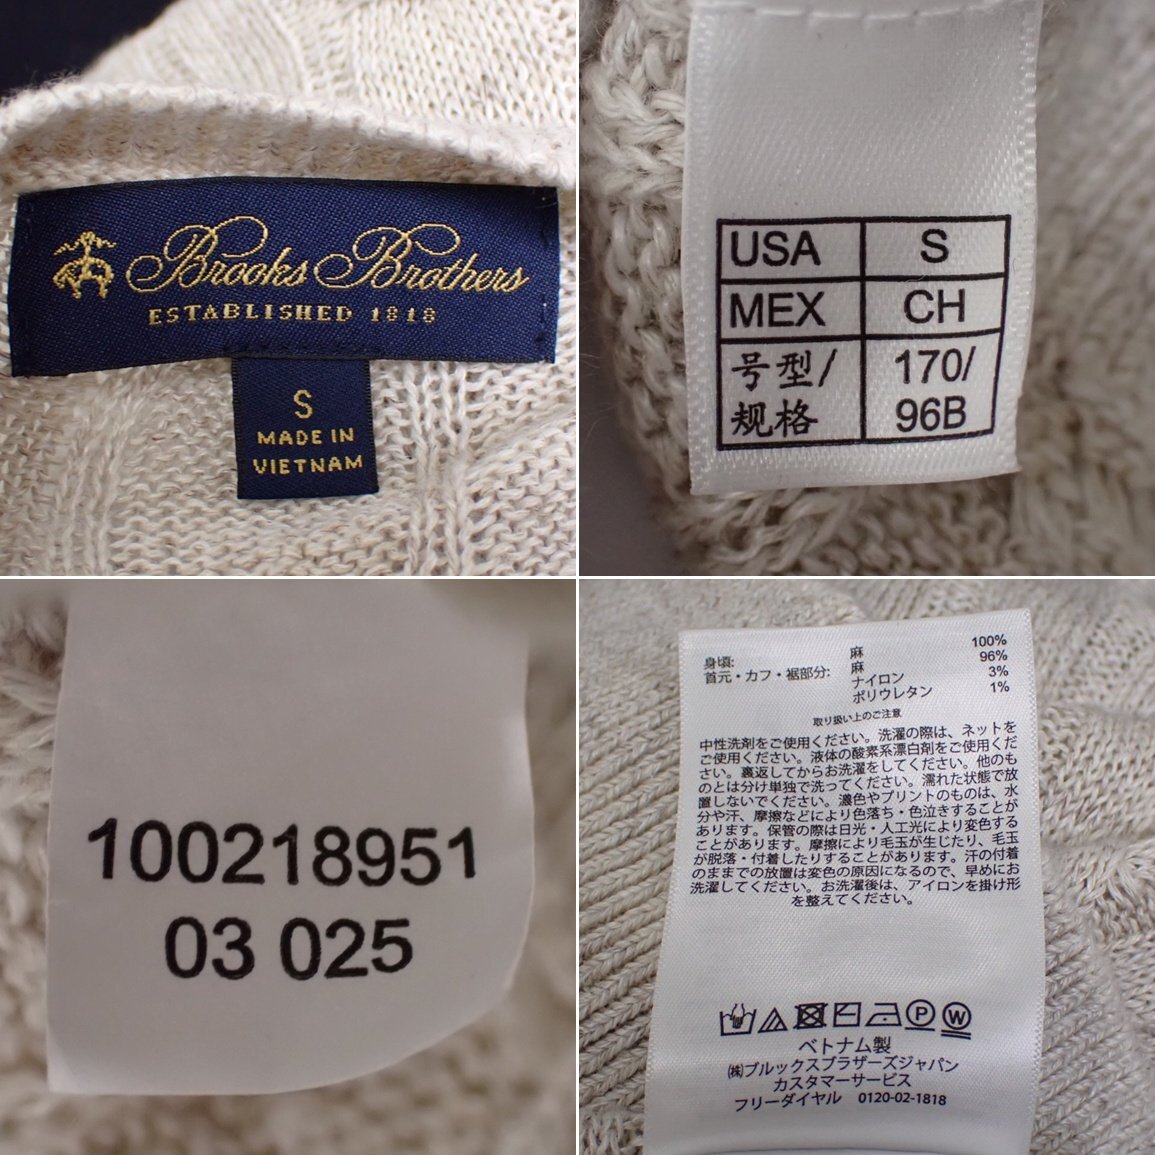 Brooks Brothers
ESTABLISHED 1818
S
MADE IN
VIETNAM
USA S
MEX CH
号型/ 170/
规格 96B
100218951
03 025
身頃: 麻 100%
首元・カフ・裾部分: 麻 96%
ナイロン 3%
ポリウレタン 1%
取り扱い上のご注意
中性洗剤をご使用ください。洗濯の際は、ネットを
ご使用ください。液体の酸素系漂白剤をご使用くだ
さい。裏返してからお洗濯をしてください。他のも
のとは分け単独で洗ってください。濡れた状態で放
置しないでください。濃色やプリントのものは、水
分や汗、摩擦などにより色落ち・色泣きすることが
あります。保管の際は日光・人工光により変色する
ことがあります。摩擦により毛玉が生じたり、毛玉
が脱落・付着したりすることがあります。汗の付着
のままでの放置は変色の原因になるので、早めにお
洗濯してください。お洗濯後は、アイロンを掛け形
を整えてください。
P W
ベトナム製
㈱ブルックスブラザーズジャパン
カスタマーサービス
フリーダイヤル 0120-02-1818